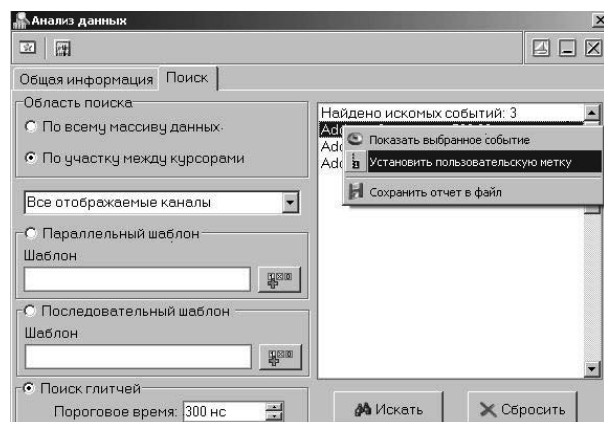 Анализ данных
Общая информация Поиск
Область поиска
По всему массиву данных
По участку между курсорами
Все отображаемые каналы
Параллельный шаблон
Шаблон
Последовательный шаблон
Шаблон
Поиск глитчей
Пороговое время: 300 нс
Найдено искомых событий: 3
Показать выбранное событие
Установить пользовательскую метку
Сохранить отчет в файл
Искать Сбросить